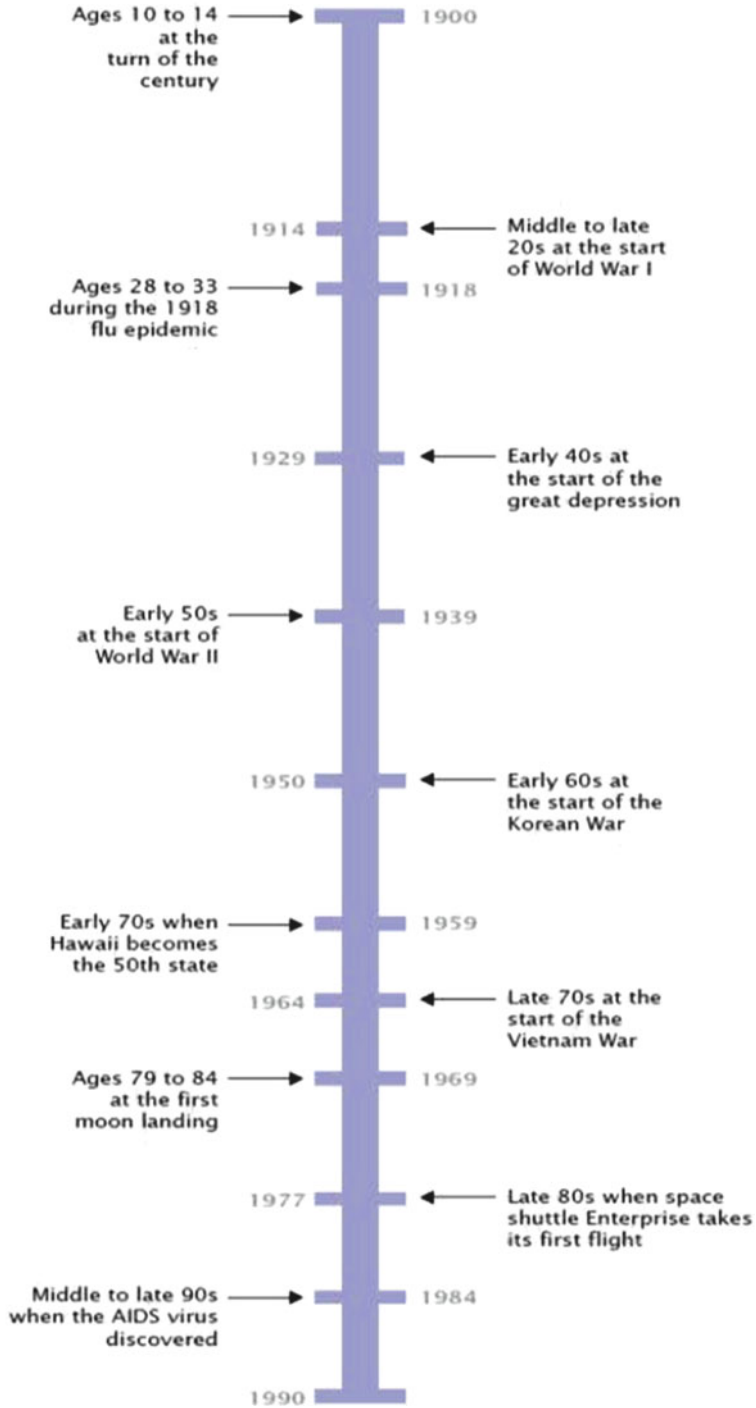 Ages 10 to 14
at the
turn of the
century
1900
1914
Middle to late
20s at the start
of World War I
Ages 28 to 33
during the 1918
flu epidemic
1918
1929
Early 40s at
the start of the
great depression
Early 50s
at the start of
World War II
1939
1950
Early 60s at
the start of the
Korean War
Early 70s when
Hawaii becomes
the 50th state
1959
1964
Late 70s at the
start of the
Vietnam War
Ages 79 to 84
at the first
moon landing
1969
1977
Late 80s when space
shuttle Enterprise takes
its first flight
Middle to late 90s
when the AIDS virus
discovered
1984
1990